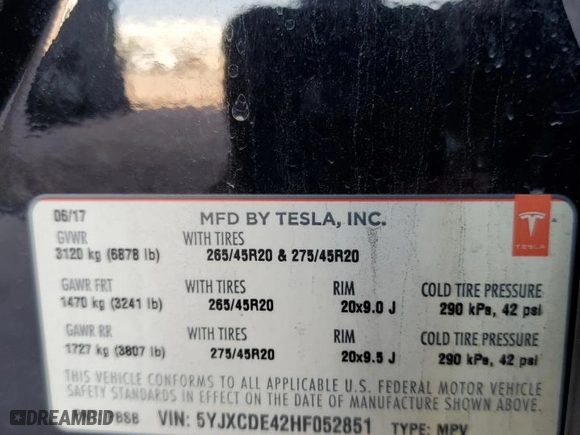 06/17 MFD BY TESLA, INC.
GVWR WITH TIRES
3120 kg (6878 lb) 265/45R20 & 275/45R20
TESLA
GAWR FRT WITH TIRES RIM COLD TIRE PRESSURE
1470 kg (3241 lb) 265/45R20 20x9.0 J 290 kPa, 42 psi
GAWR RR WITH TIRES RIM COLD TIRE PRESSURE
1727 kg (3807 lb) 275/45R20 20x9.5 J 290 kPa, 42 psi
THIS VEHICLE CONFORMS TO ALL APPLICABLE U.S. FEDERAL MOTOR VEHICLE
SAFETY STANDARDS IN EFFECT ON THE DATE OF MANUFACTURE SHOWN ABOVE.
VIN: 5YJXCDE42HF052851 TYPE: MPV
DREAMBID